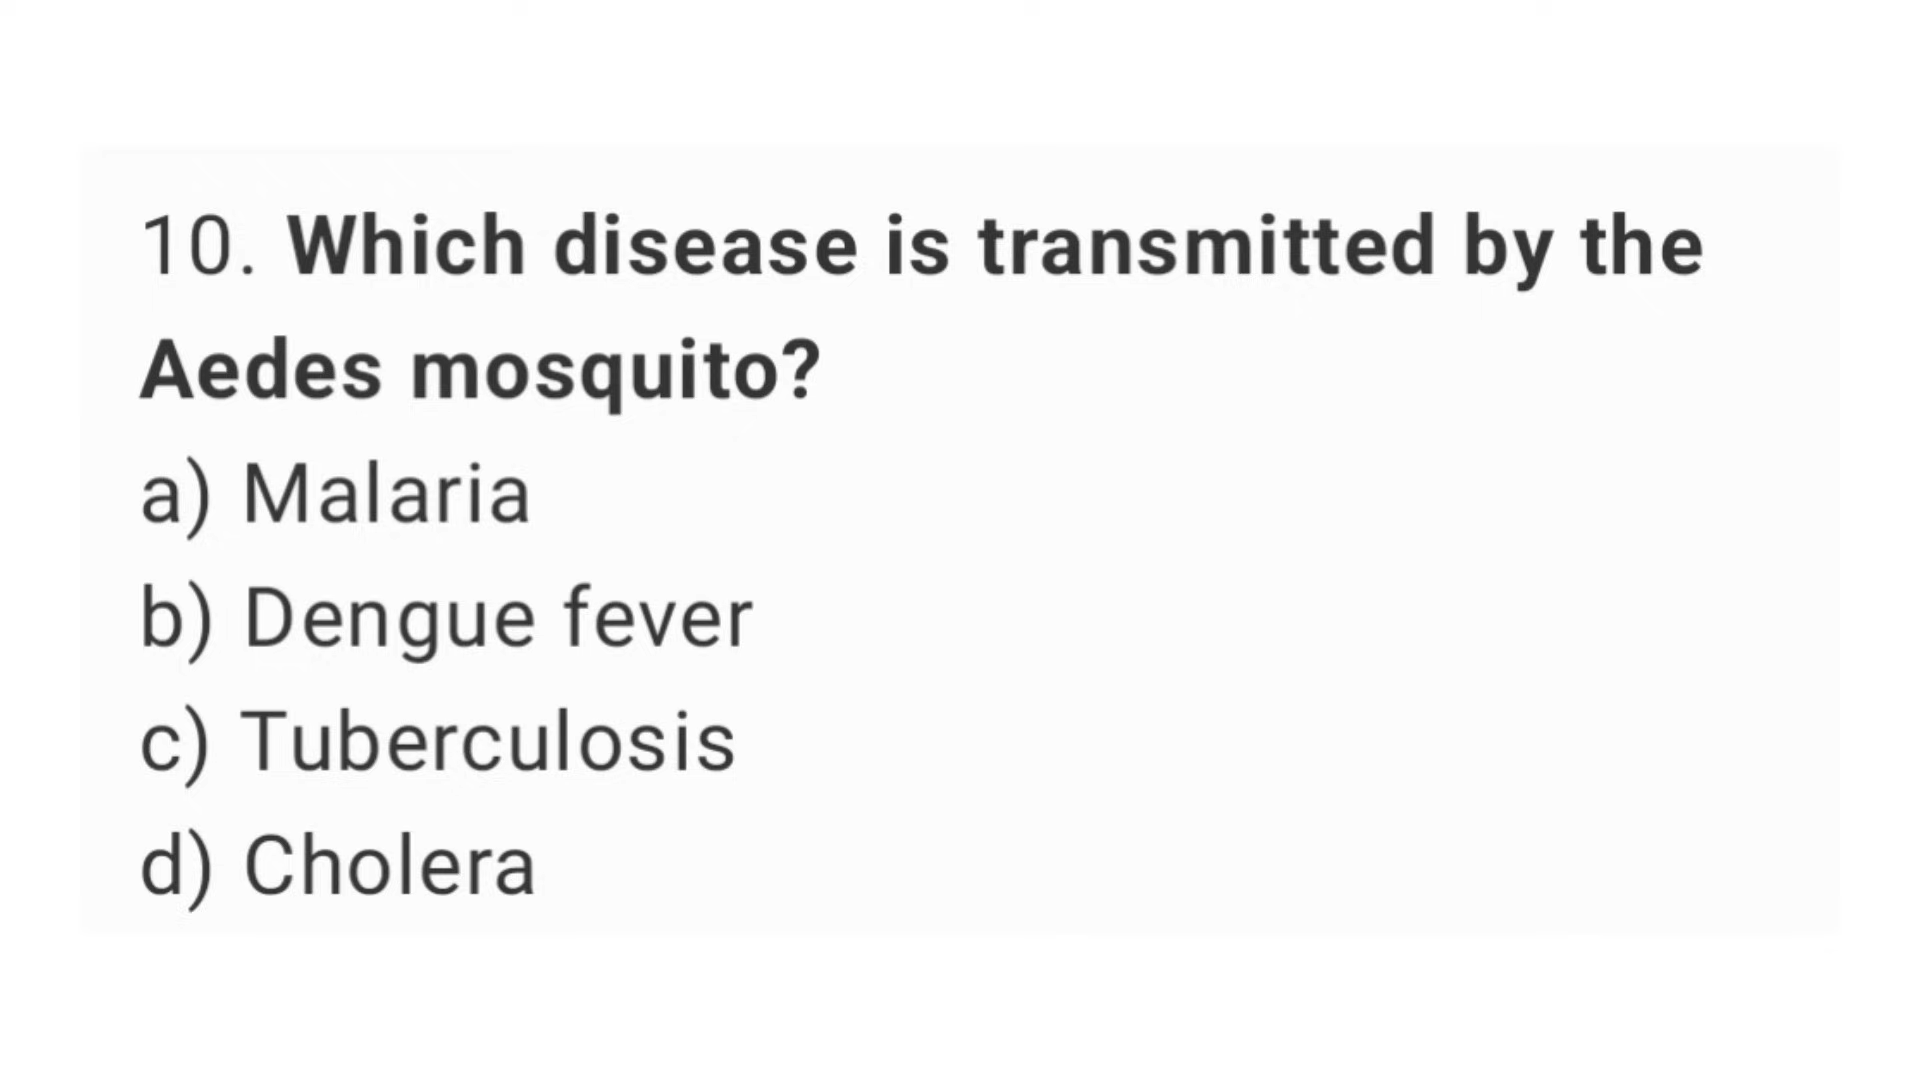 10. Which disease is transmitted by the
Aedes mosquito?
a) Malaria
b) Dengue fever
c) Tuberculosis
d) Cholera